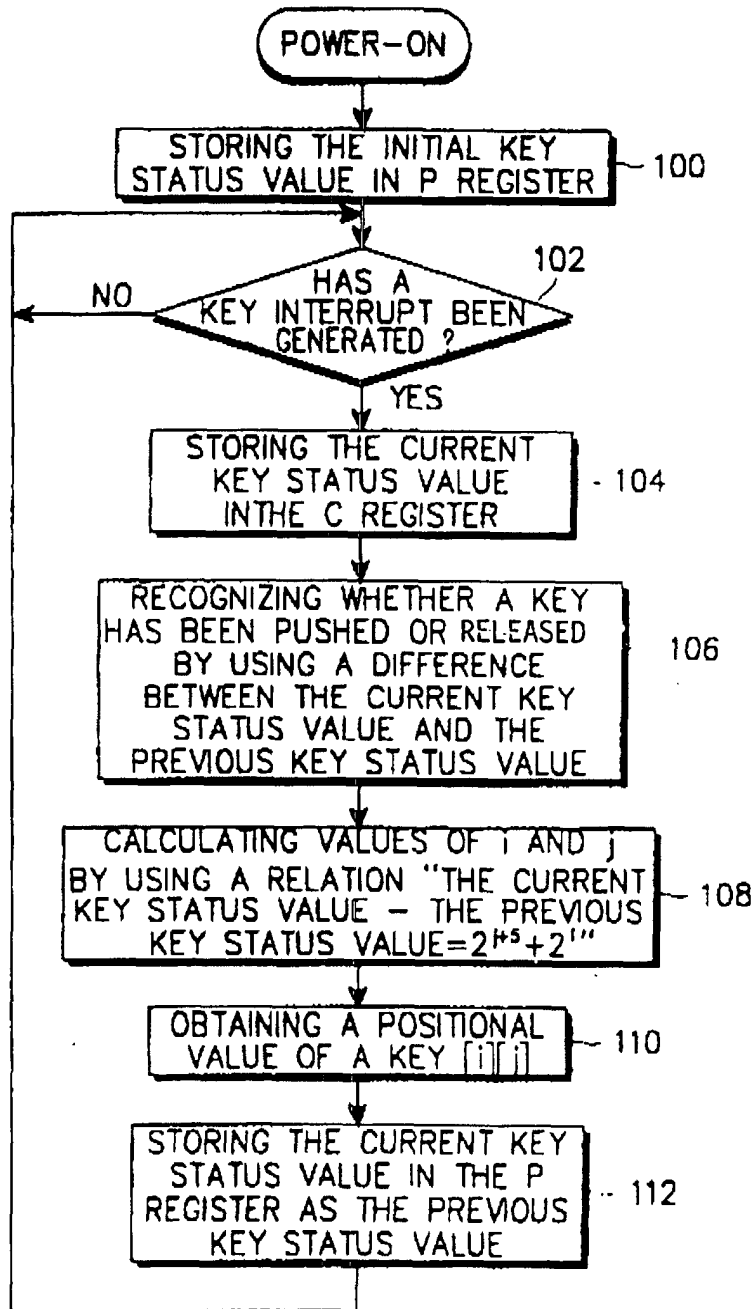 POWER-ON
STORING THE INITIAL KEY
STATUS VALUE IN P REGISTER
100
102
HAS A
KEY INTERRUPT BEEN
GENERATED ?
NO
YES
STORING THE CURRENT
KEY STATUS VALUE
INTHE C REGISTER
104
RECOGNIZING WHETHER A KEY
HAS BEEN PUSHED OR RELEASED
BY USING A DIFFERENCE
BETWEEN THE CURRENT KEY
STATUS VALUE AND THE
PREVIOUS KEY STATUS VALUE
106
CALCULATING VALUES OF i AND j
BY USING A RELATION "THE CURRENT
KEY STATUS VALUE – THE PREVIOUS
KEY STATUS VALUE=2^j+5+2^i"
108
OBTAINING A POSITIONAL
VALUE OF A KEY [i][j]
110
STORING THE CURRENT KEY
STATUS VALUE IN THE P
REGISTER AS THE PREVIOUS
KEY STATUS VALUE
112